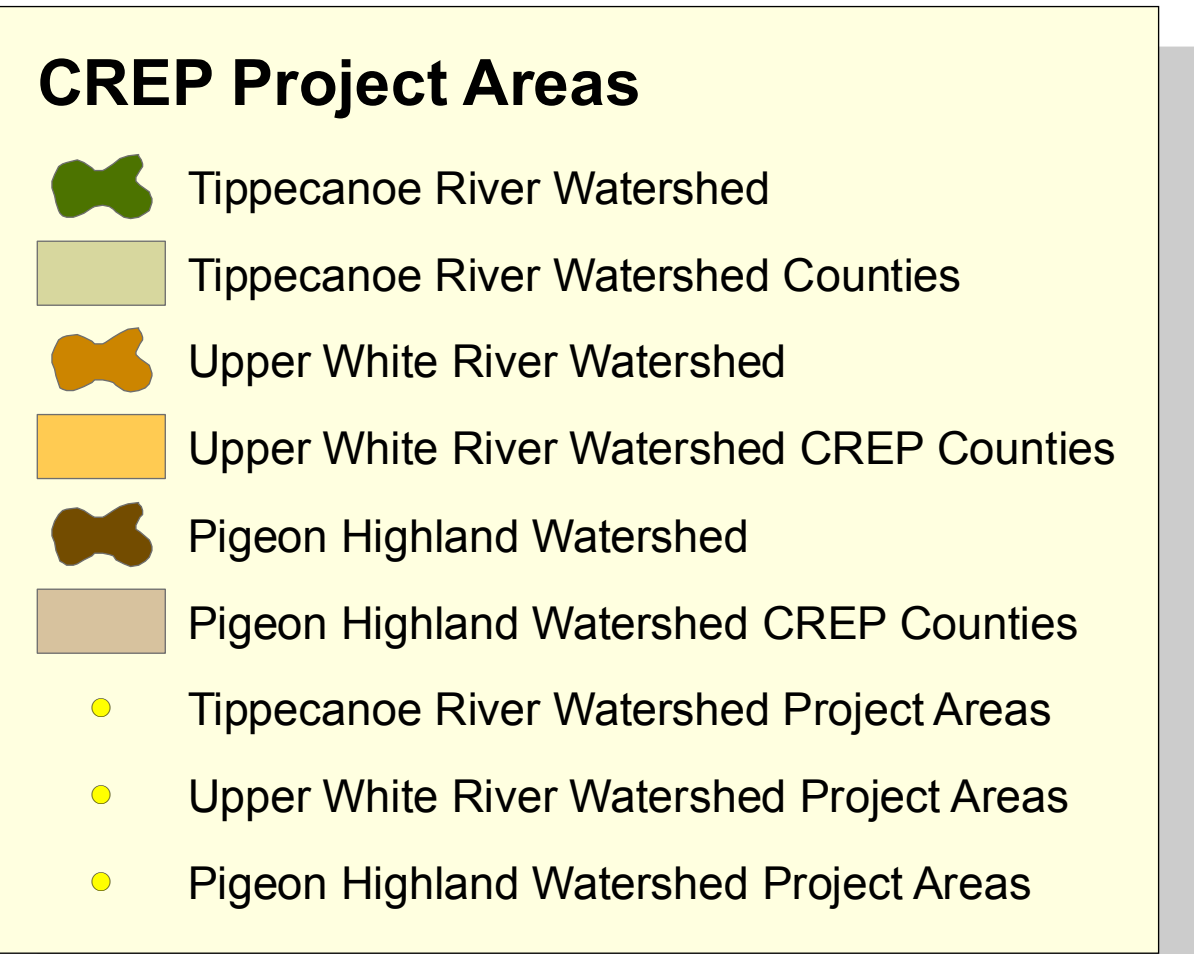 CREP Project Areas
Tippecanoe River Watershed
Tippecanoe River Watershed Counties
Upper White River Watershed
Upper White River Watershed CREP Counties
Pigeon Highland Watershed
Pigeon Highland Watershed CREP Counties
Tippecanoe River Watershed Project Areas
Upper White River Watershed Project Areas
Pigeon Highland Watershed Project Areas